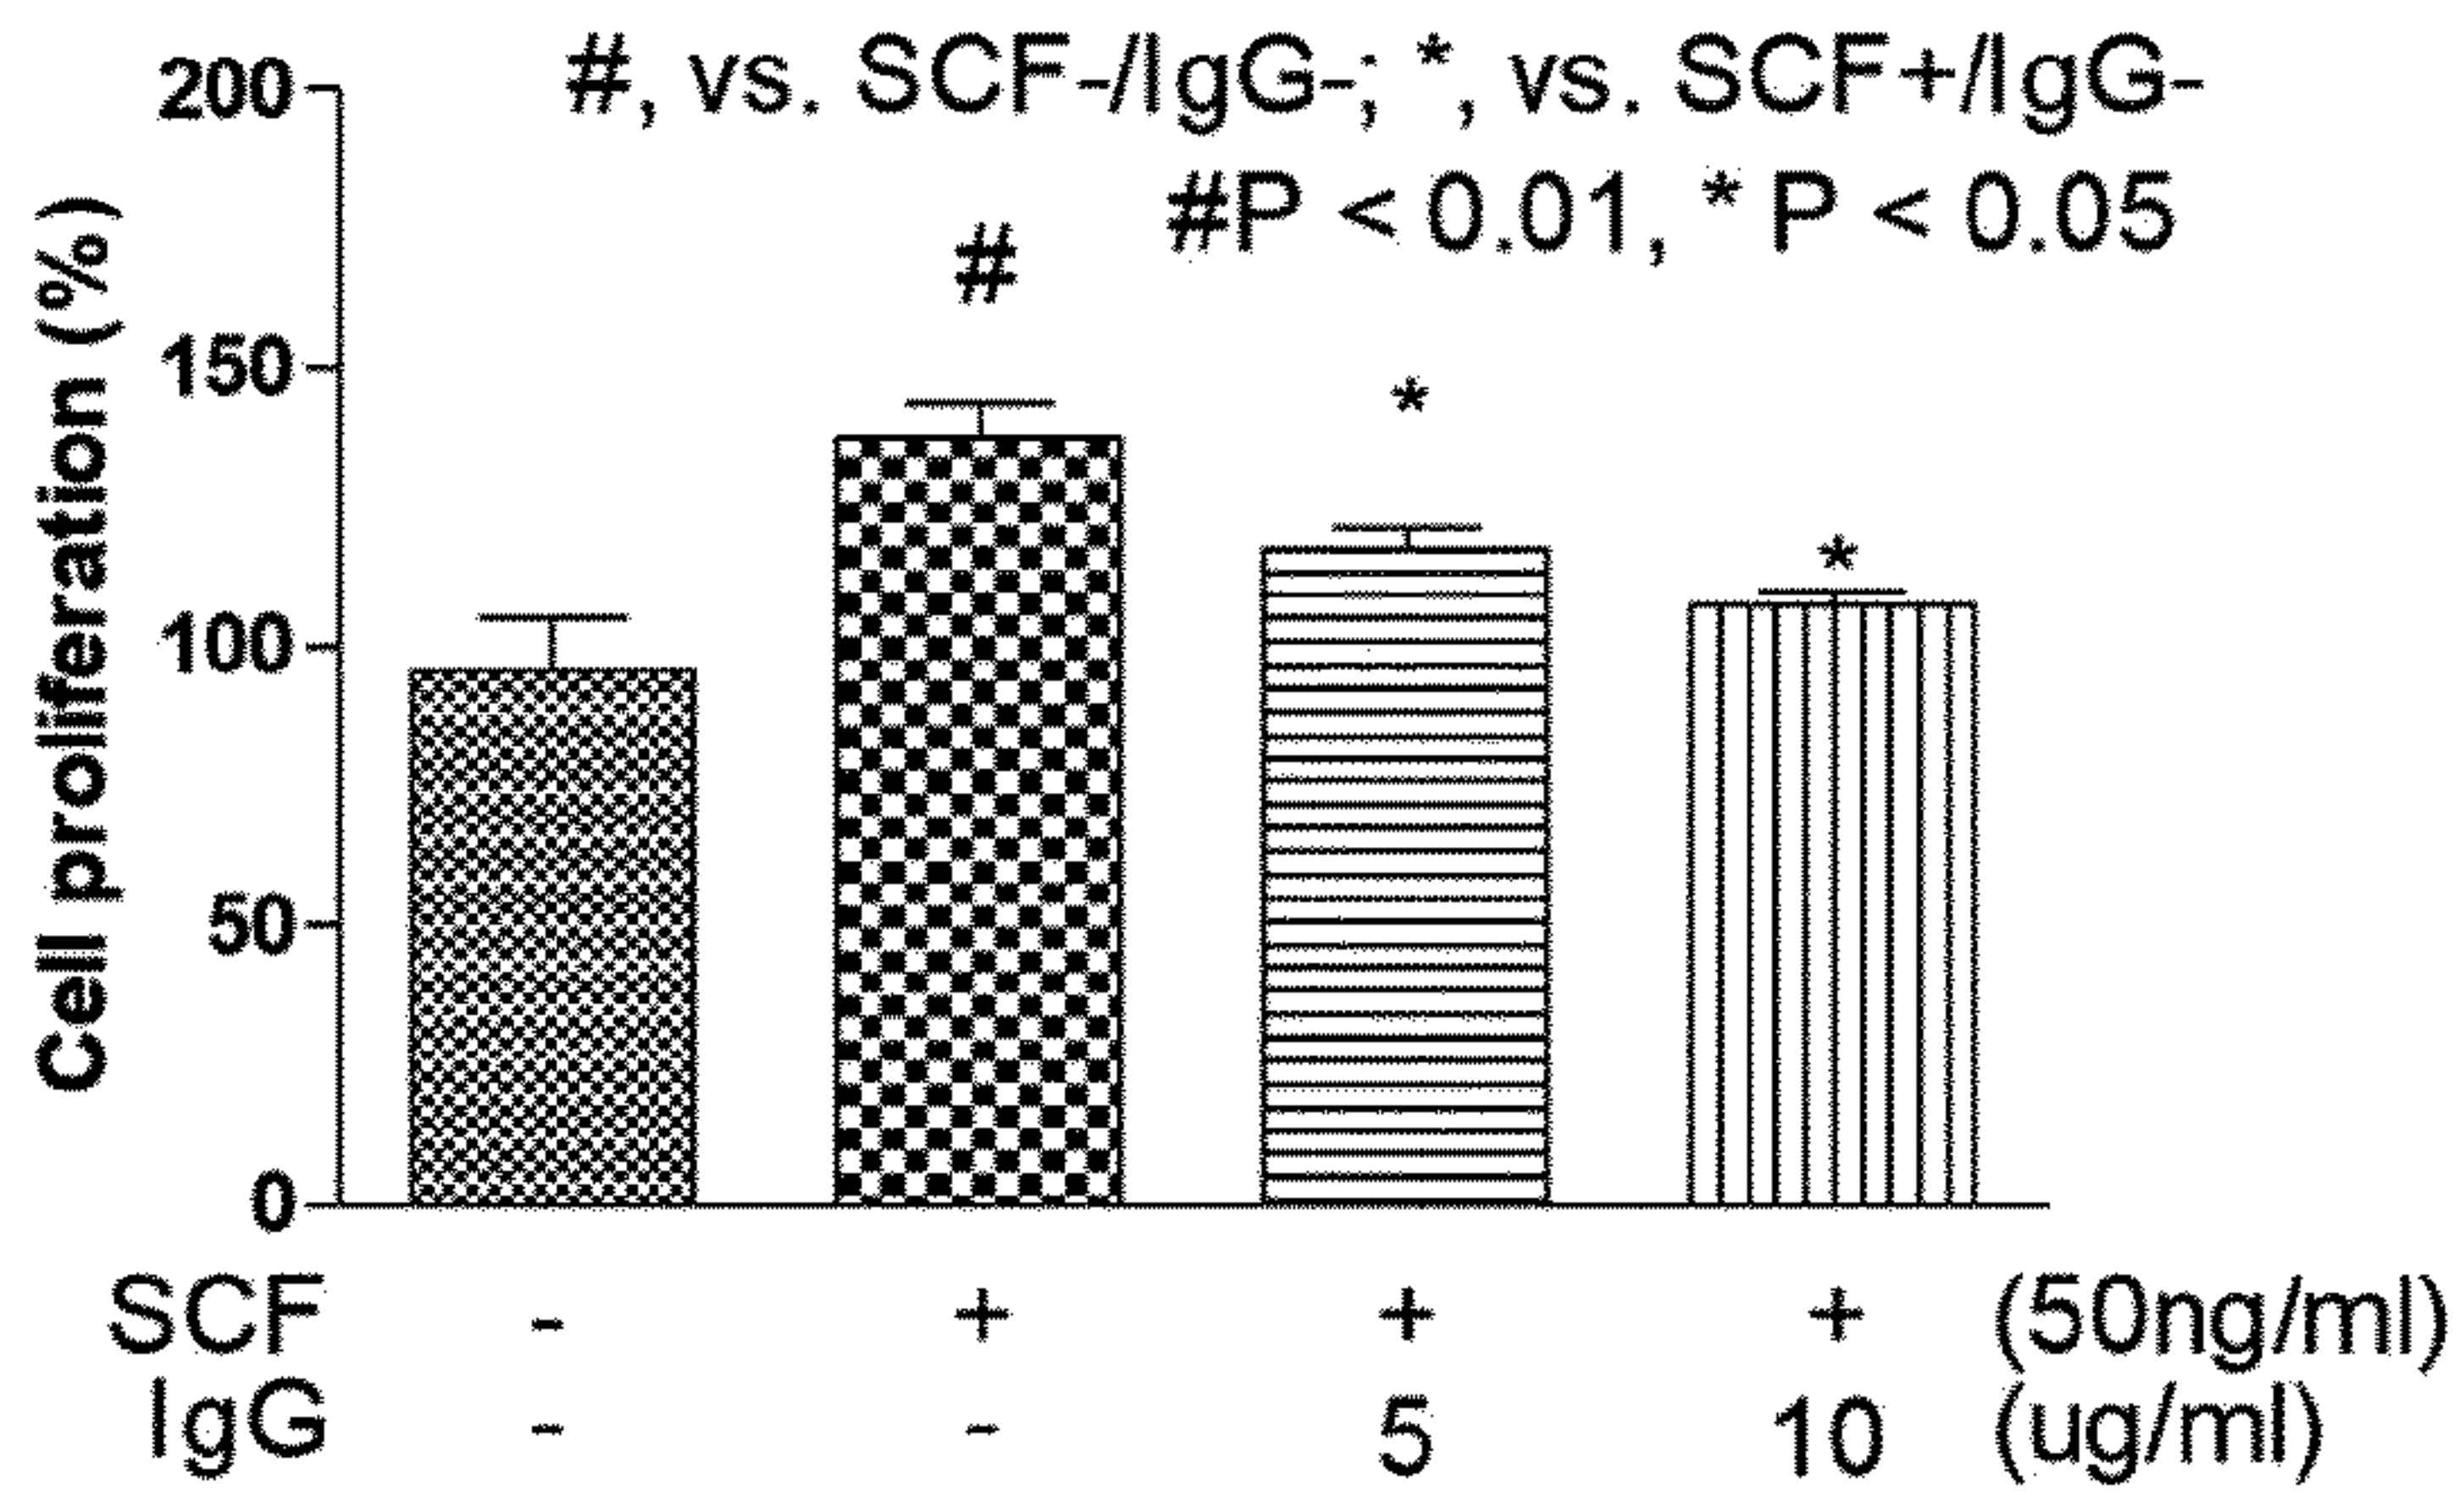 #, vs. SCF-/IgG-; *, vs. SCF+/IgG-
#P < 0.01, * P < 0.05
Cell proliferation (%)
200
150
100
50
0
#
*
*
SCF - + + + (50ng/ml)
IgG - - 5 10 (ug/ml)